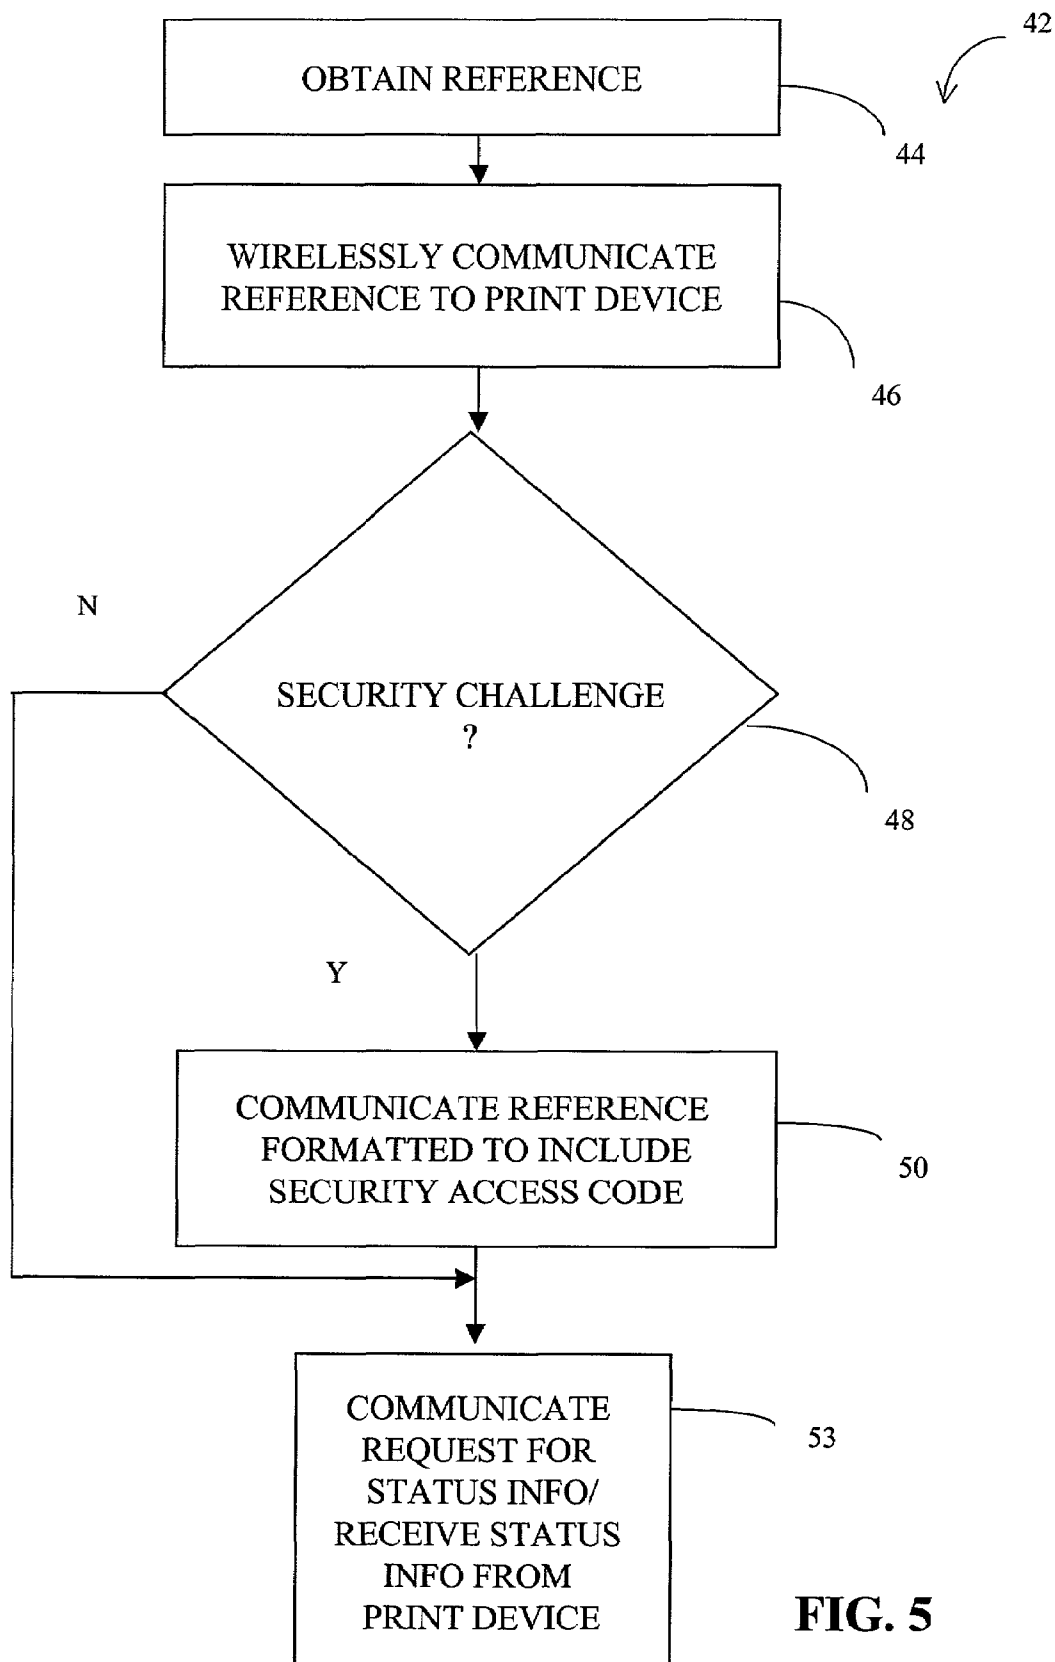 42
OBTAIN REFERENCE
44
WIRELESSLY COMMUNICATE
REFERENCE TO PRINT DEVICE
46
N
SECURITY CHALLENGE
?
48
Y
COMMUNICATE REFERENCE
FORMATTED TO INCLUDE
SECURITY ACCESS CODE
50
COMMUNICATE
REQUEST FOR
STATUS INFO/
RECEIVE STATUS
INFO FROM
PRINT DEVICE
53
FIG. 5